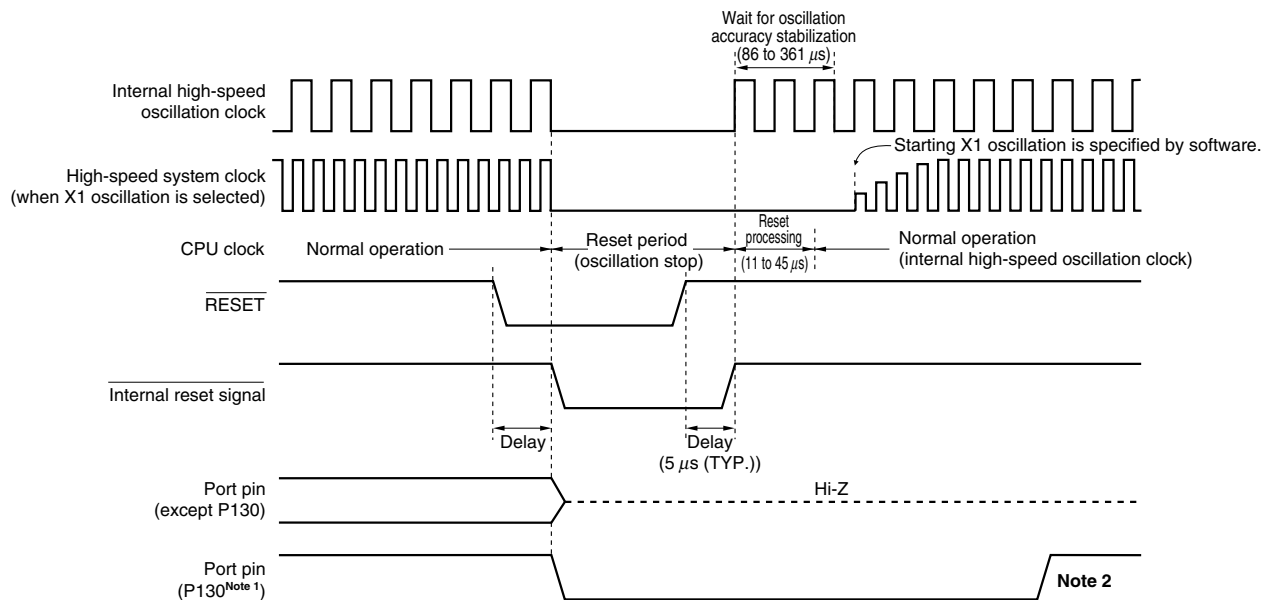 Wait for oscillation
accuracy stabilization
(86 to 361 μs)
Internal high-speed
oscillation clock
Starting X1 oscillation is specified by software.
High-speed system clock
(when X1 oscillation is selected)
CPU clock
Normal operation
Reset period
(oscillation stop)
Reset
processing
(11 to 45 μs)
Normal operation
(internal high-speed oscillation clock)
RESET
Internal reset signal
Delay
Delay
(5 μs (TYP.))
Port pin
(except P130)
Hi-Z
Port pin
(P130Note 1)
Note 2